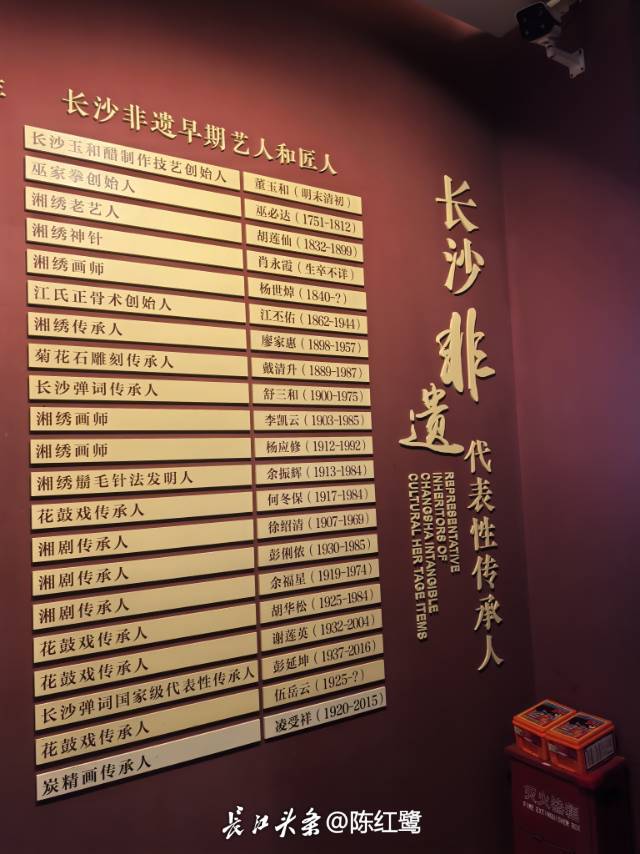 长沙非遗早期艺人和匠人
长沙玉和醋制作技艺创始人 董玉和（明末清初）
巫家拳创始人 巫必达（1751-1812）
湘绣老艺人 胡莲仙（1832-1899）
湘绣神针 肖永霞（生卒不详）
湘绣画师 杨世焯（1840-?）
江氏正骨术创始人 江丕佑（1862-1944）
湘绣传承人 廖家惠（1898-1957）
菊花石雕刻传承人 戴清升（1889-1987）
长沙弹词传承人 舒三和（1900-1975）
湘绣画师 李凯云（1903-1985）
湘绣画师 杨应修（1912-1992）
湘绣鬅毛针法发明人 余振辉（1913-1984）
花鼓戏传承人 何冬保（1917-1984）
湘剧传承人 徐绍清（1907-1969）
湘剧传承人 彭俐侬（1930-1985）
湘剧传承人 余福星（1919-1974）
花鼓戏传承人 胡华松（1925-1984）
花鼓戏传承人 谢莲英（1932-2004）
长沙弹词国家级代表性传承人 彭延坤（1937-2016）
花鼓戏传承人 伍岳云（1925-?）
炭精画传承人 凌受祥（1920-2015）
长沙非遗
代表性传承人
REPRESENTATIVE
INHERITORS OF
CHANGSHA INTANGIBLE
CULTURAL HERITAGE ITEMS
灭火器箱
FIRE EXTINGUISHER BOX
长江头条@陈红鹭